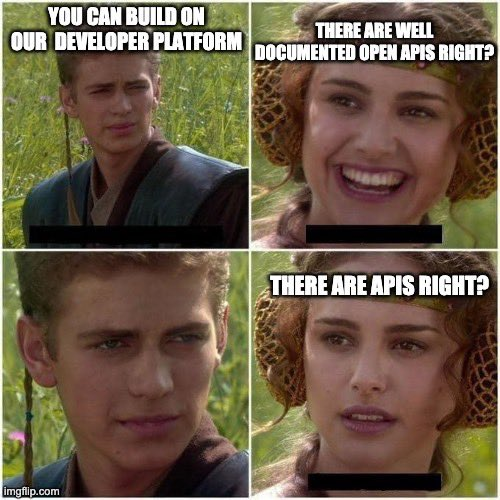 YOU CAN BUILD ON
OUR DEVELOPER PLATFORM
THERE ARE WELL
DOCUMENTED OPEN APIS RIGHT?
THERE ARE APIS RIGHT?
imgflip.com